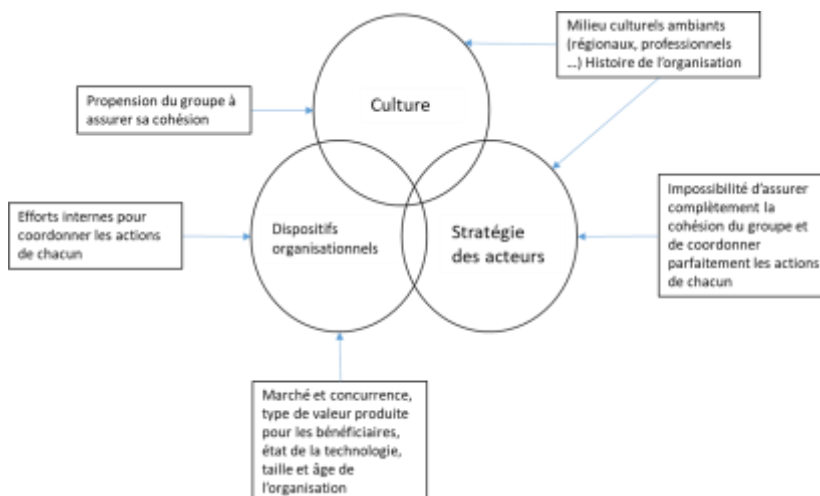 Milieu culturels ambiants
(régionaux, professionnels
...) Histoire de l'organisation
Propension du groupe à
assurer sa cohésion
Culture
Efforts internes pour
coordonner les actions
de chacun
Dispositifs
organisationnels
Stratégie
des acteurs
Impossibilité d'assurer
complètement la
cohésion du groupe et
de coordonner
parfaitement les actions
de chacun
Marché et concurrence,
type de valeur produite
pour les bénéficiaires,
état de la technologie,
taille et âge de
l'organisation